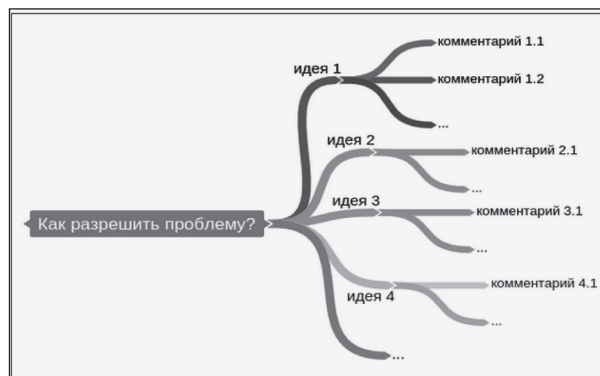 Как разрешить проблему?
идея 1
комментарий 1.1
комментарий 1.2
...
идея 2
комментарий 2.1
...
идея 3
комментарий 3.1
...
идея 4
комментарий 4.1
...
...